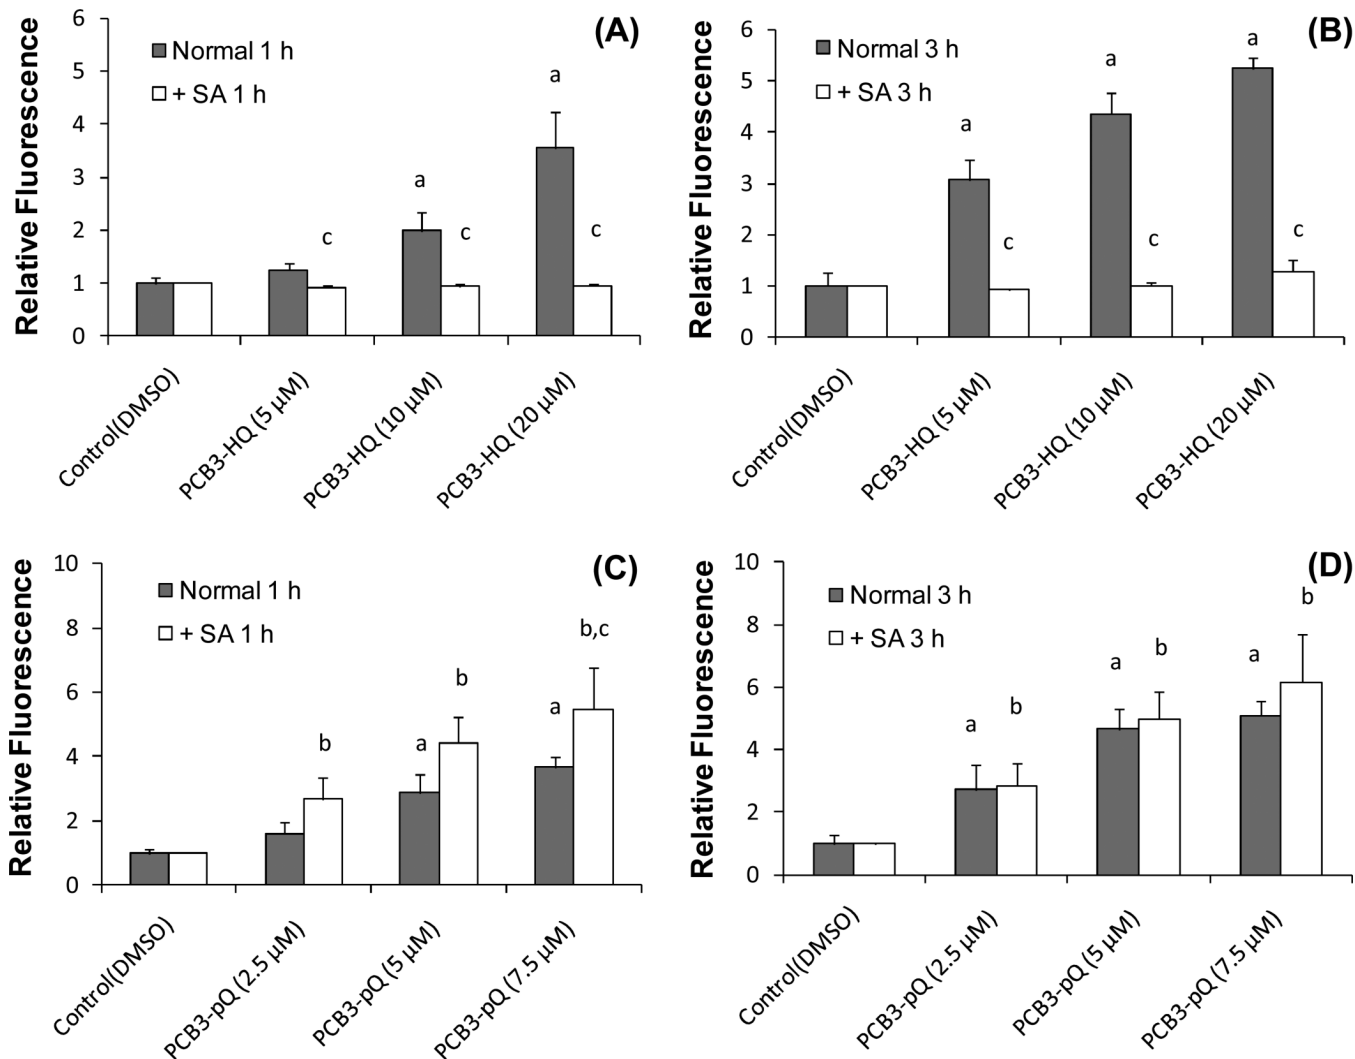 (A)
Relative Fluorescence
6
5
4
3
2
1
0
Normal 1 h
+ SA 1 h
c
a
c
a
c
Control(DMSO)
PCB3-HQ (5 µM)
PCB3-HQ (10 µM)
PCB3-HQ (20 µM)
(B)
Relative Fluorescence
6
5
4
3
2
1
0
Normal 3 h
+ SA 3 h
a
c
a
c
a
c
Control(DMSO)
PCB3-HQ (5 µM)
PCB3-HQ (10 µM)
PCB3-HQ (20 µM)
(C)
Relative Fluorescence
10
8
6
4
2
0
Normal 1 h
+ SA 1 h
b
a
b
a
b,c
Control(DMSO)
PCB3-pQ (2.5 µM)
PCB3-pQ (5 µM)
PCB3-pQ (7.5 µM)
(D)
Relative Fluorescence
10
8
6
4
2
0
Normal 3 h
+ SA 3 h
a
b
a
b
a
b
Control(DMSO)
PCB3-pQ (2.5 µM)
PCB3-pQ (5 µM)
PCB3-pQ (7.5 µM)